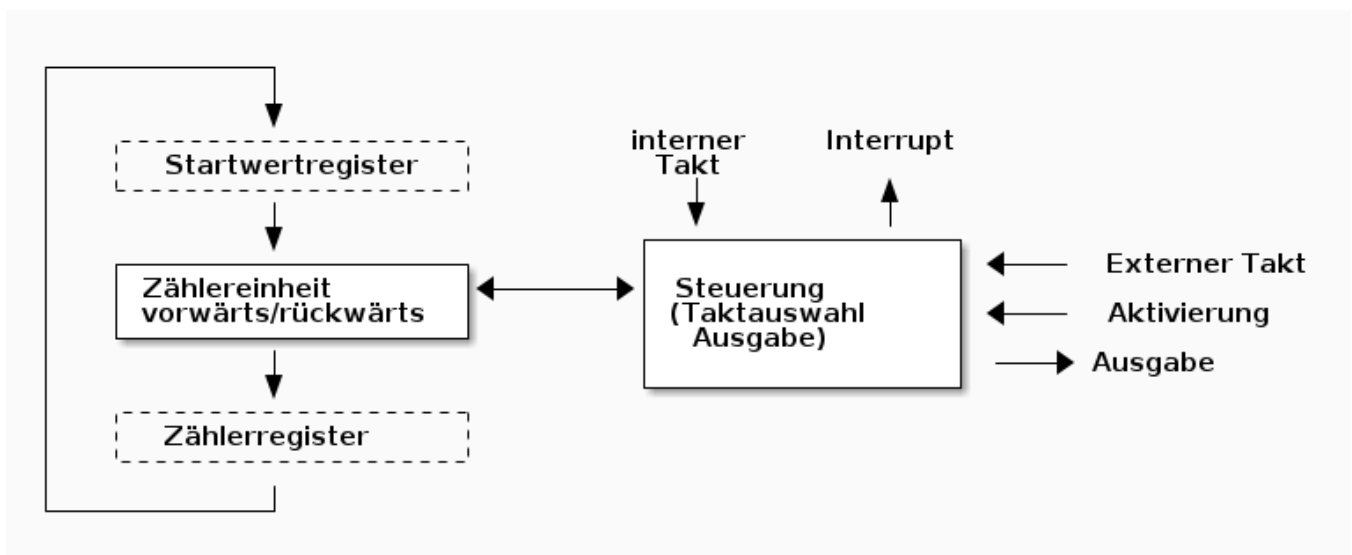 interner
Takt
Interrupt
Startwertregister
Zählereinheit
vorwärts/rückwärts
Steuerung
(Taktauswahl
Ausgabe)
Externer Takt
Aktivierung
Ausgabe
Zählerregister